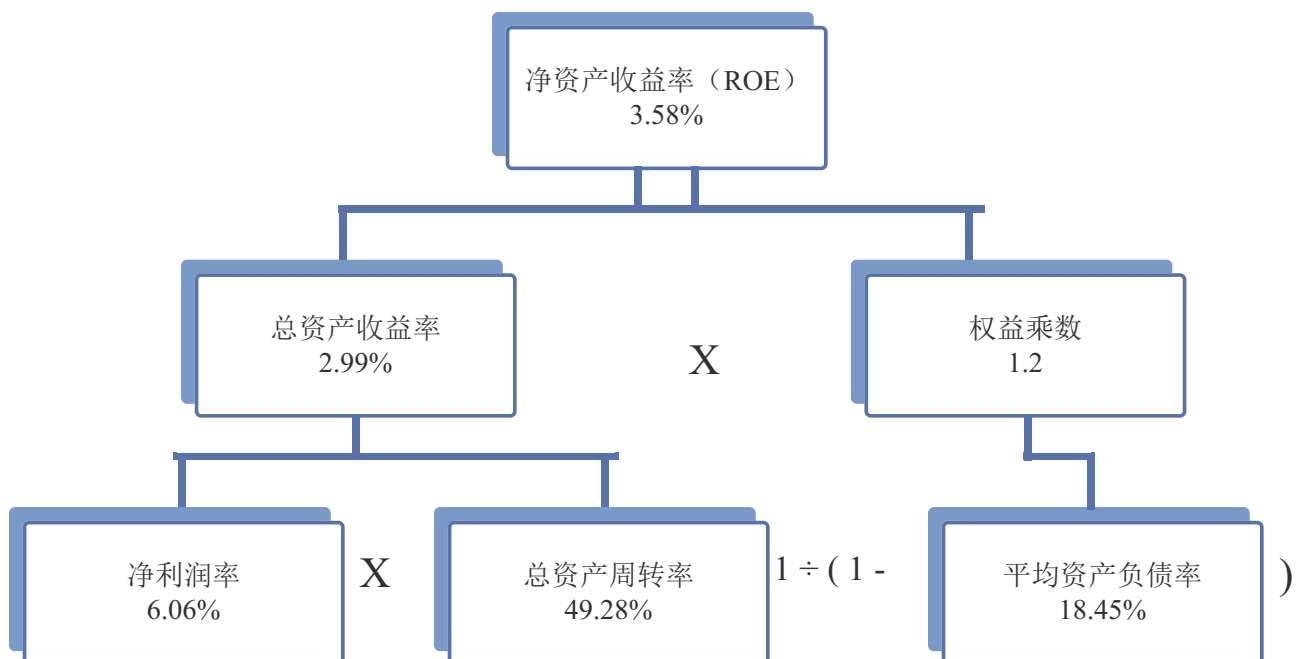 净资产收益率（ROE）
3.58%
总资产收益率
2.99%
X
权益乘数
1.2
净利润率
6.06%
X
总资产周转率
49.28%
1 ÷ ( 1 -
平均资产负债率
18.45%
)